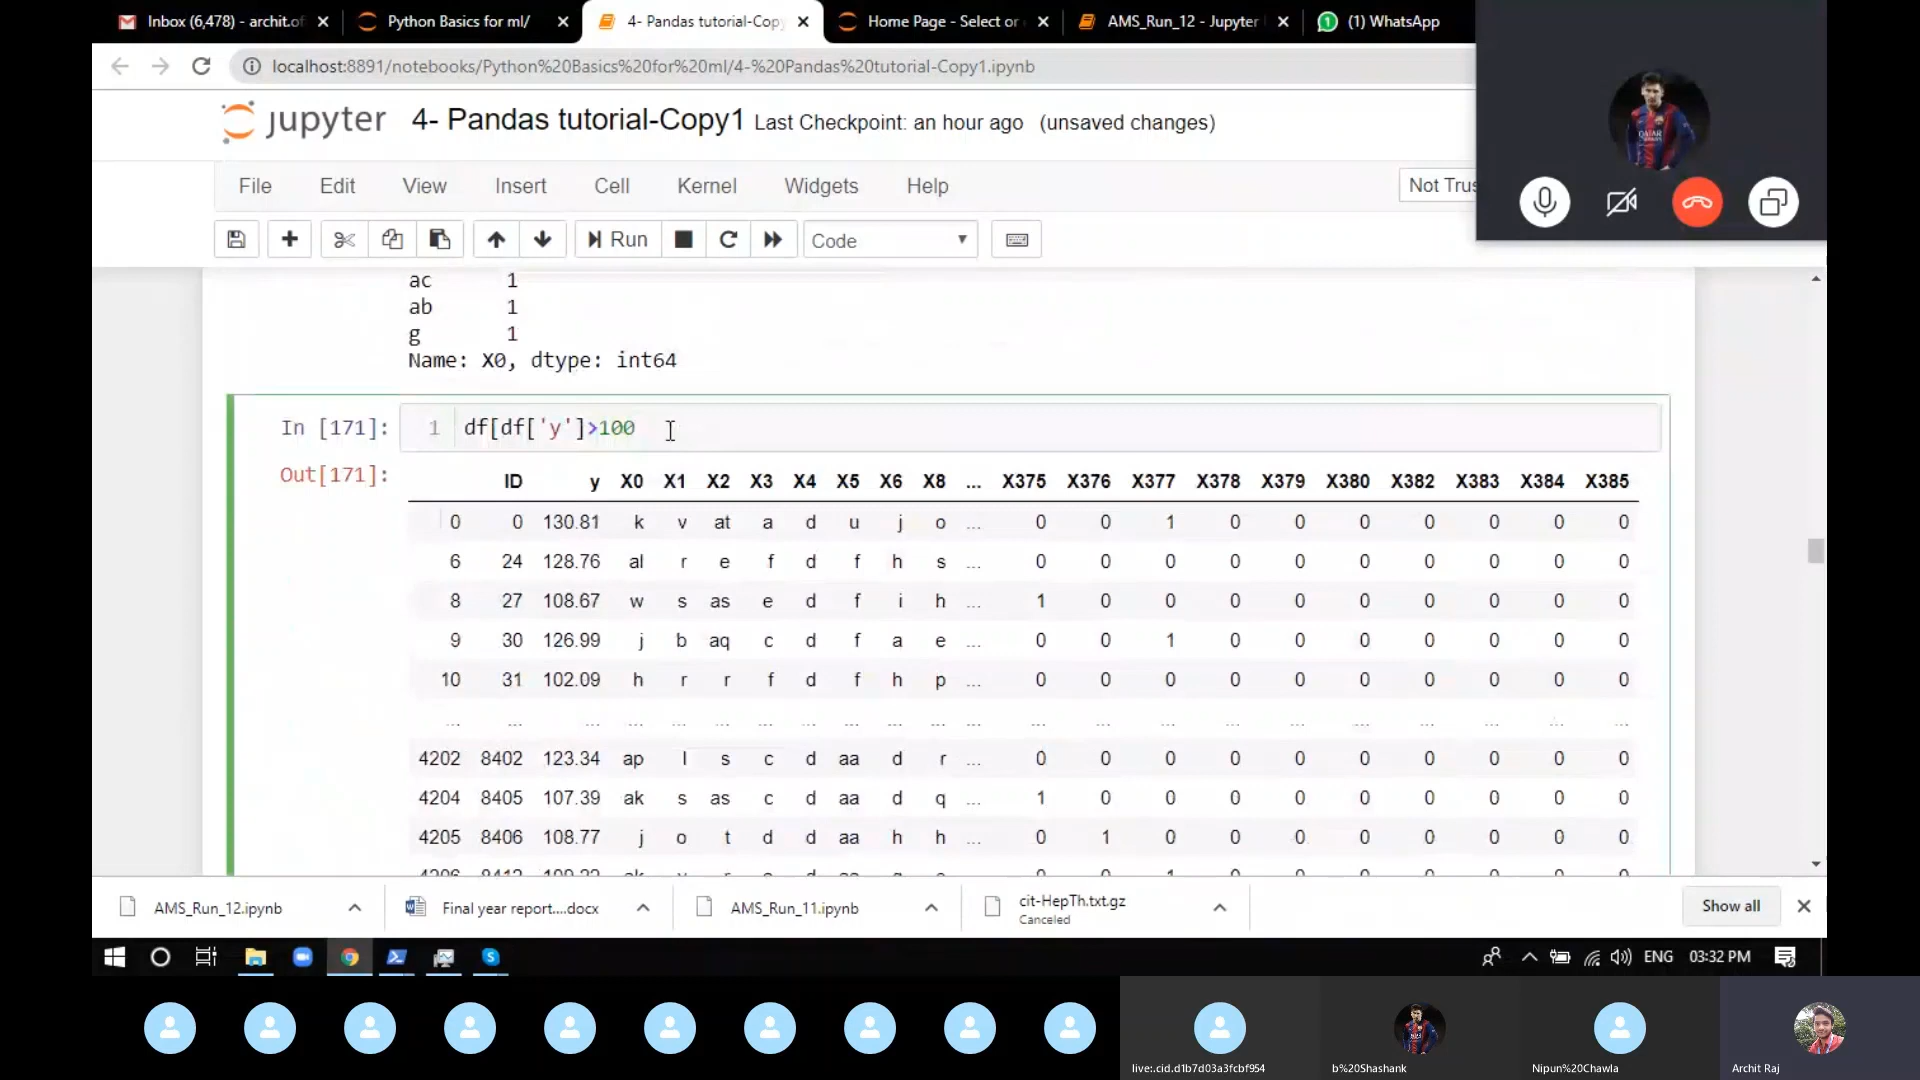 Inbox (6,478) - archit.of
Python Basics for ml/
4- Pandas tutorial-Copy
Home Page - Select or
AMS_Run_12 - Jupyter
(1) WhatsApp
localhost:8891/notebooks/Python%20Basics%20for%20ml/4-%20Pandas%20tutorial-Copy1.ipynb
jupyter 4- Pandas tutorial-Copy1 Last Checkpoint: an hour ago (unsaved changes)
File Edit View Insert Cell Kernel Widgets Help Not Trus
Run Code
ac 1
ab 1
g 1
Name: X0, dtype: int64
In [171]: 1 df[df['y']>100
Out[171]:
ID y X0 X1 X2 X3 X4 X5 X6 X8 ... X375 X376 X377 X378 X379 X380 X382 X383 X384 X385
0 0 130.81 k v at a d u j o ... 0 0 1 0 0 0 0 0 0 0
6 24 128.76 al r e f d f h s ... 0 0 0 0 0 0 0 0 0 0
8 27 108.67 w s as e d f i h ... 1 0 0 0 0 0 0 0 0 0
9 30 126.99 j b aq c d f a e ... 0 0 1 0 0 0 0 0 0 0
10 31 102.09 h r r f d f h p ... 0 0 0 0 0 0 0 0 0 0
... ... ... ... ... ... ... ... ... ... ... ... ... ... ... ... ... ... ... ... ... ...
4202 8402 123.34 ap l s c d aa d r ... 0 0 0 0 0 0 0 0 0 0
4204 8405 107.39 ak s as c d aa d q ... 1 0 0 0 0 0 0 0 0 0
4205 8406 108.77 j o t d d aa h h ... 0 1 0 0 0 0 0 0 0 0
AMS_Run_12.ipynb
Final year report....docx
AMS_Run_11.ipynb
cit-HepTh.txt.gz
Canceled
Show all
ENG 03:32 PM
live:.cid.d1b7d03a3fcbf954
b%20Shashank
Nipun%20Chawla
Archit Raj